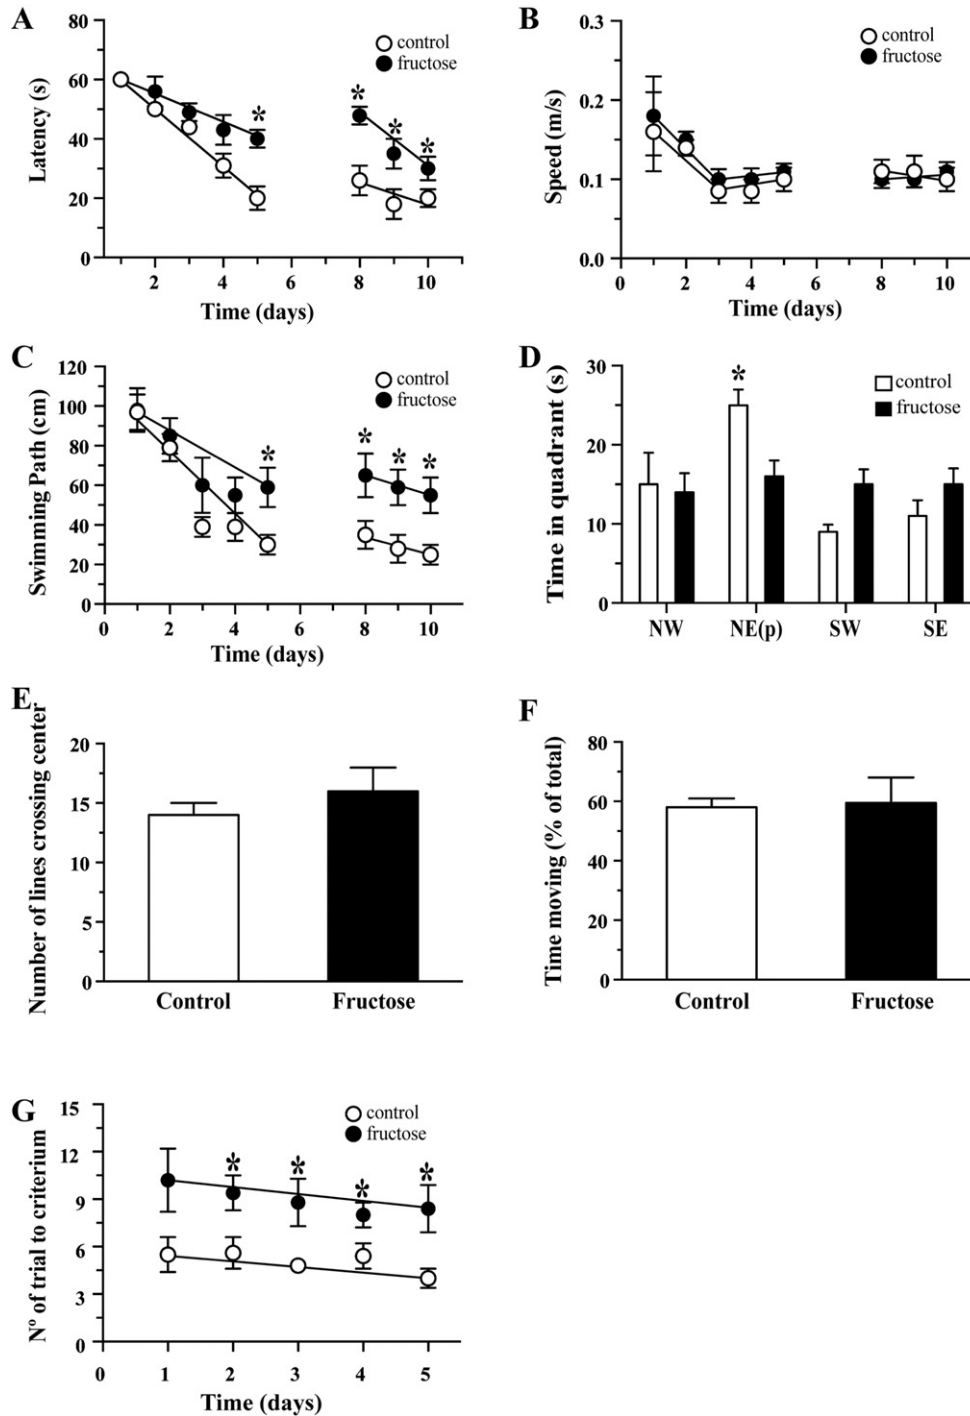 A
Latency (s)
80
60
40
20
0
control
fructose
*
*
*
*
2 4 6 8 10
Time (days)
B
Speed (m/s)
0.3
0.2
0.1
0.0
control
fructose
0 2 4 6 8 10
Time (days)
C
Swimming Path (cm)
120
100
80
60
40
20
0
control
fructose
*
*
*
*
0 2 4 6 8 10
Time (days)
D
Time in quadrant (s)
30
20
10
0
control
fructose
*
NW NE(p) SW SE
E
Number of lines crossing center
20
15
10
5
0
Control Fructose
F
Time moving (% of total)
80
60
40
20
0
Control Fructose
G
Nº of trial to criterium
15
12
9
6
3
0
control
fructose
*
*
*
*
0 1 2 3 4 5
Time (days)